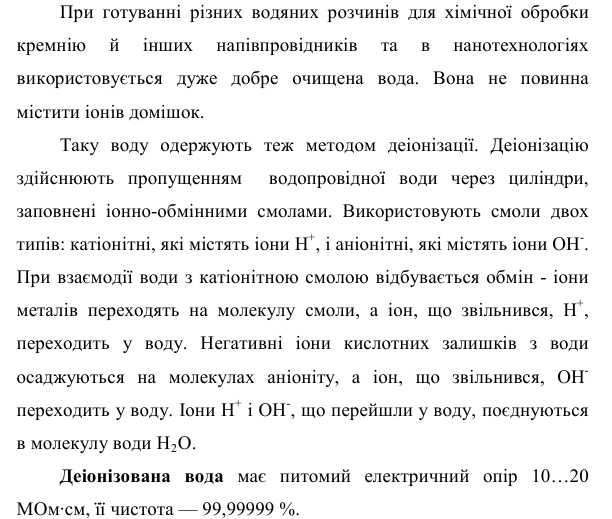 При готуванні різних водяних розчинів для хімічної обробки
кремнію й інших напівпровідників та в нанотехнологіях
використовується дуже добре очищена вода. Вона не повинна
містити іонів домішок.
Таку воду одержують теж методом деіонізації. Деіонізацію
здійснюють пропущенням водопровідної води через циліндри,
заповнені іонно-обмінними смолами. Використовують смоли двох
типів: катіонітні, які містять іони H⁺, і аніонітні, які містять іони OH⁻.
При взаємодії води з катіонітною смолою відбувається обмін - іони
металів переходять на молекулу смоли, а іон, що звільнився, H⁺,
переходить у воду. Негативні іони кислотних залишків з води
осаджуються на молекулах аніоніту, а іон, що звільнився, OH⁻
переходить у воду. Іони H⁺ і OH⁻, що перейшли у воду, поєднуються
в молекулу води H₂O.
Деіонізована вода має питомий електричний опір 10…20
МОм·см, її чистота — 99,99999 %.